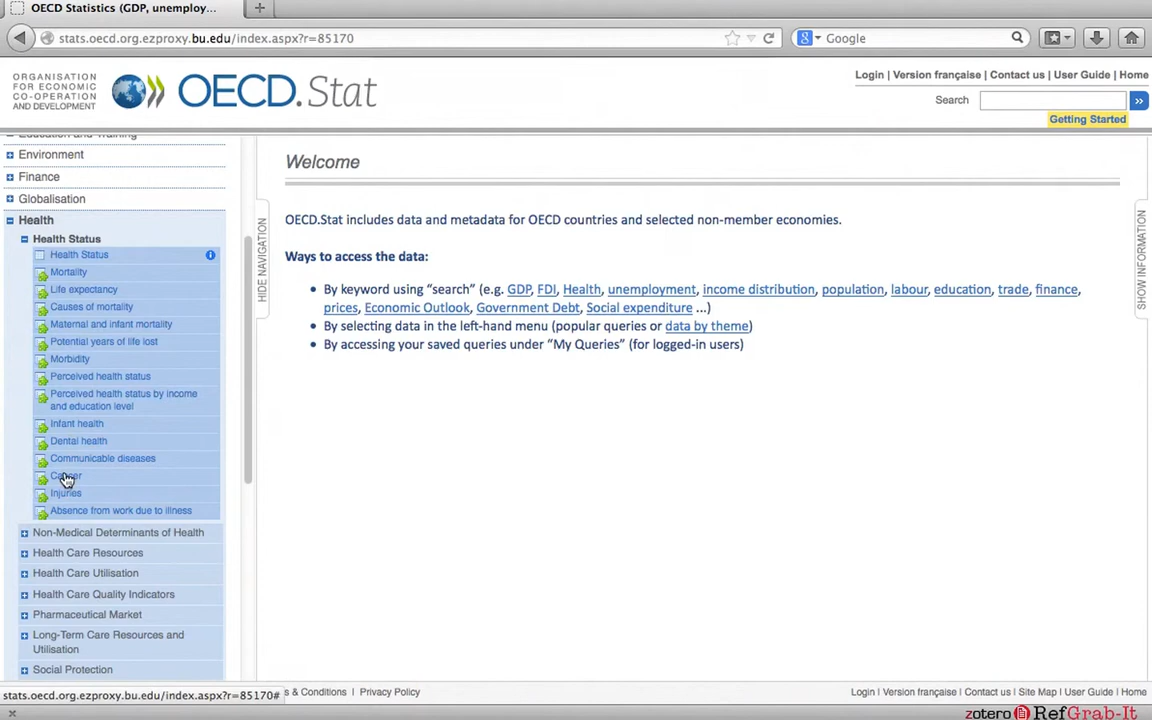 OECD Statistics (GDP, unemploy...
stats.oecd.org.ezproxy.bu.edu/index.aspx?r=85170
Google
ORGANISATION
FOR ECONOMIC
CO-OPERATION
AND DEVELOPMENT
OECD.Stat
Login | Version française | Contact us | User Guide | Home
Search
»
Getting Started
Education and Training
Environment
Finance
Globalisation
Health
Health Status
Health Status
Mortality
Life expectancy
Causes of mortality
Maternal and infant mortality
Potential years of life lost
Morbidity
Perceived health status
Perceived health status by income
and education level
Infant health
Dental health
Communicable diseases
Cancer
Injuries
Absence from work due to illness
Non-Medical Determinants of Health
Health Care Resources
Health Care Utilisation
Health Care Quality Indicators
Pharmaceutical Market
Long-Term Care Resources and
Utilisation
Social Protection
HIDE NAVIGATION
Welcome
OECD.Stat includes data and metadata for OECD countries and selected non-member economies.
Ways to access the data:
By keyword using “search” (e.g. GDP, FDI, Health, unemployment, income distribution, population, labour, education, trade, finance,
prices, Economic Outlook, Government Debt, Social expenditure ...)
By selecting data in the left-hand menu (popular queries or data by theme)
By accessing your saved queries under “My Queries” (for logged-in users)
SHOW INFORMATION
stats.oecd.org.ezproxy.bu.edu/index.aspx?r=85170#
s & Conditions | Privacy Policy
Login | Version française | Contact us | Site Map | User Guide | Home
zotero RefGrab-It